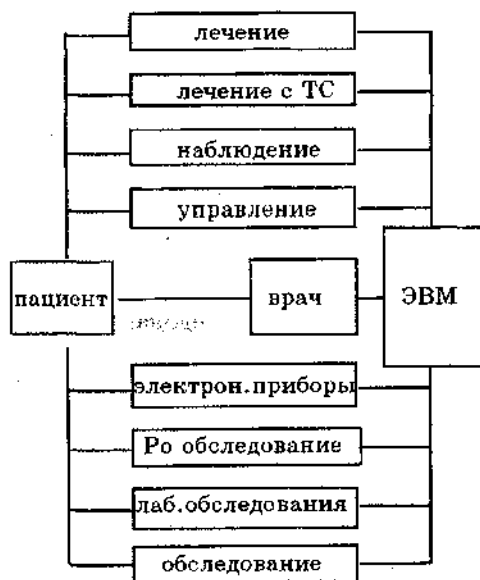 лечение
лечение с ТС
наблюдение
управление
пациент
врач
ЭВМ
электрон.приборы
Ро обследование
лаб.обследования
обследование